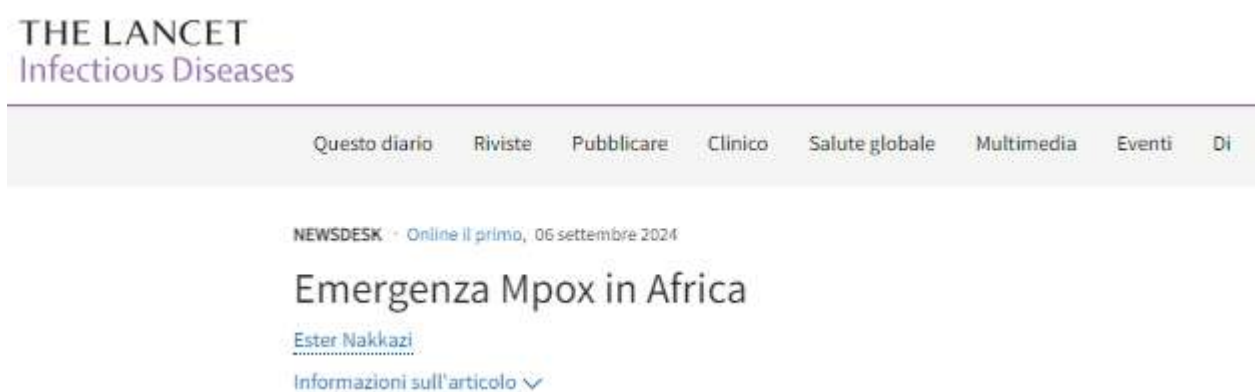 THE LANCET
Infectious Diseases
Questo diario Riviste Pubblicare Clinico Salute globale Multimedia Eventi Di
NEWSDESK · Online il primo, 06 settembre 2024
Emergenza Mpox in Africa
Ester Nakkazi
Informazioni sull'articolo